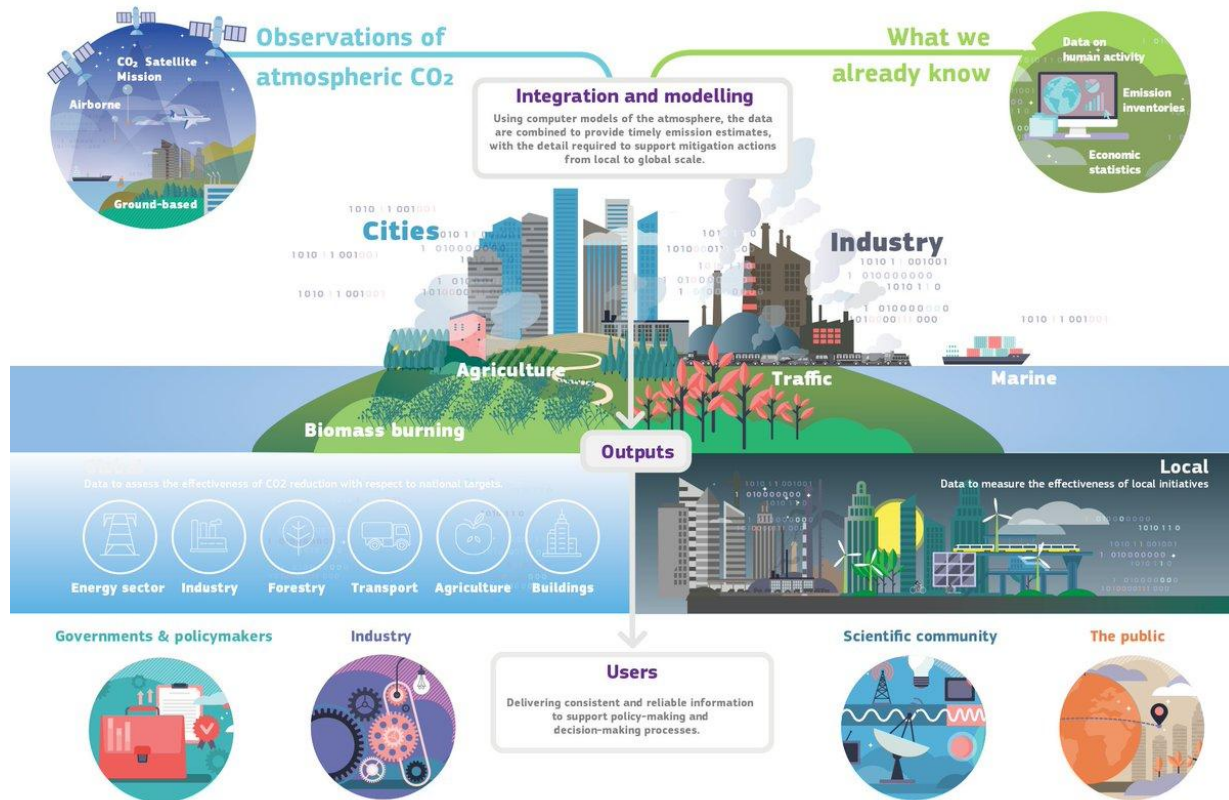 Observations of
atmospheric CO₂
What we
already know
CO₂ Satellite
Mission
Airborne
Ground-based
Data on
human activity
Emission
inventories
Economic
statistics
Integration and modelling
Using computer models of the atmosphere, the data
are combined to provide timely emission estimates,
with the detail required to support mitigation actions
from local to global scale.
Cities
Industry
Agriculture
Traffic
Marine
Biomass burning
Outputs
Global
Data to assess the effectiveness of CO2 reduction with respect to national targets.
Energy sector
Industry
Forestry
Transport
Agriculture
Buildings
Local
Data to measure the effectiveness of local initiatives
Governments & policymakers
Industry
Users
Delivering consistent and reliable information
to support policy-making and
decision-making processes.
Scientific community
The public